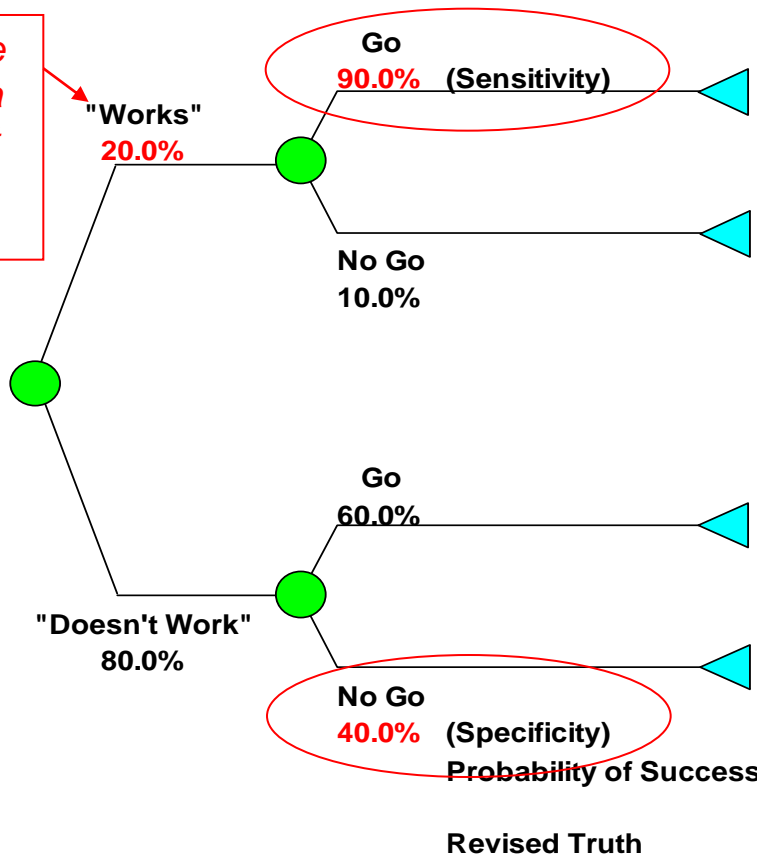 Go
90.0% (Sensitivity)
"Works"
20.0%
No Go
10.0%
Go
60.0%
"Doesn't Work"
80.0%
No Go
40.0% (Specificity)
Probability of Success
Revised Truth